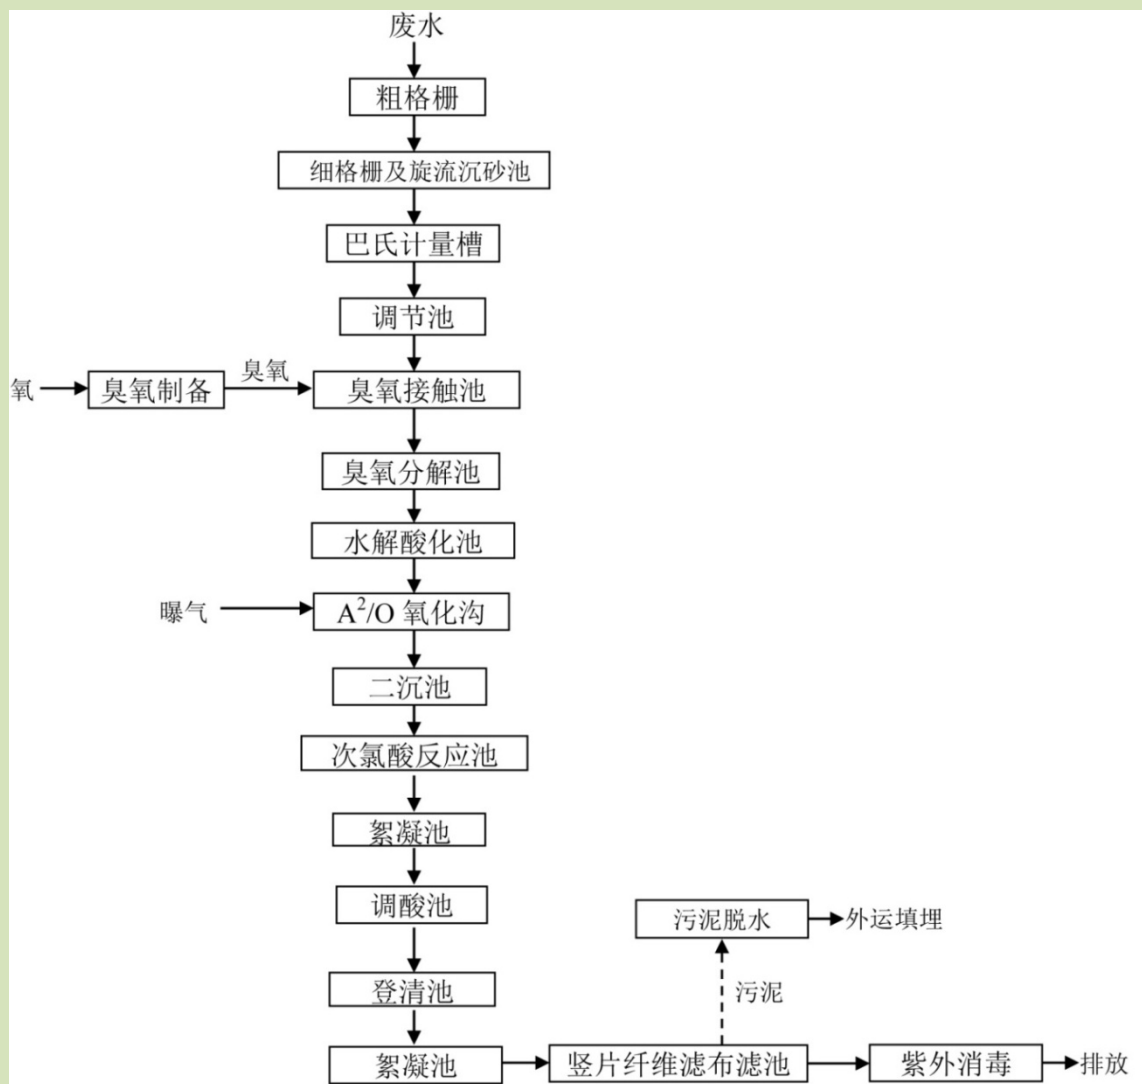 废水
粗格栅
细格栅及旋流沉砂池
巴氏计量槽
调节池
氧
臭氧制备
臭氧
臭氧接触池
臭氧分解池
水解酸化池
曝气
A²/O 氧化沟
二沉池
次氯酸反应池
絮凝池
调酸池
污泥脱水
外运填埋
登清池
污泥
絮凝池
竖片纤维滤布滤池
紫外消毒
排放